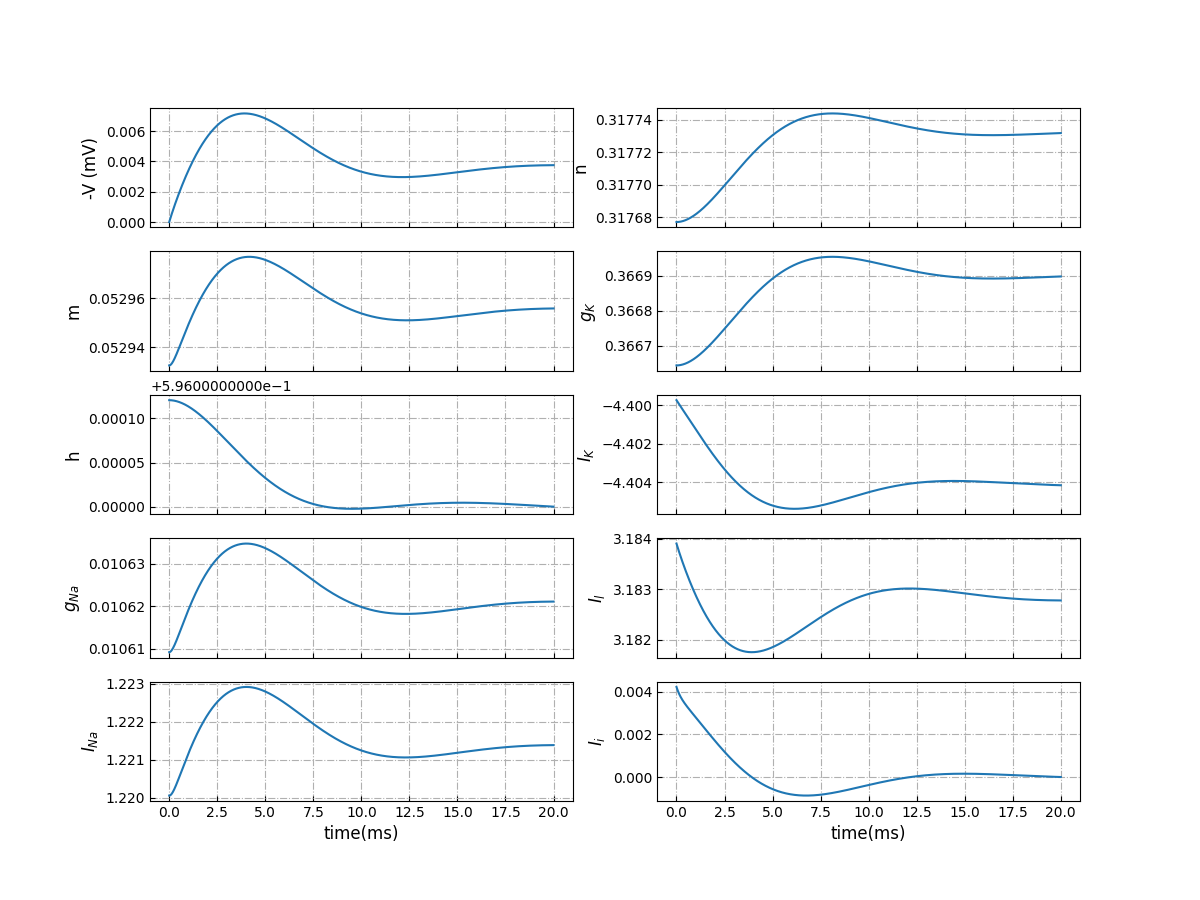 -V (mV)
0.006
0.004
0.002
0.000
n
0.31774
0.31772
0.31770
0.31768
m
0.05296
0.05294
g_K
0.3669
0.3668
0.3667
+5.9600000000e−1
h
0.00010
0.00005
0.00000
I_K
−4.400
−4.402
−4.404
g_Na
0.01063
0.01062
0.01061
I_l
3.184
3.183
3.182
I_Na
1.223
1.222
1.221
1.220
I_i
0.004
0.002
0.000
0.0 2.5 5.0 7.5 10.0 12.5 15.0 17.5 20.0
time(ms)
0.0 2.5 5.0 7.5 10.0 12.5 15.0 17.5 20.0
time(ms)